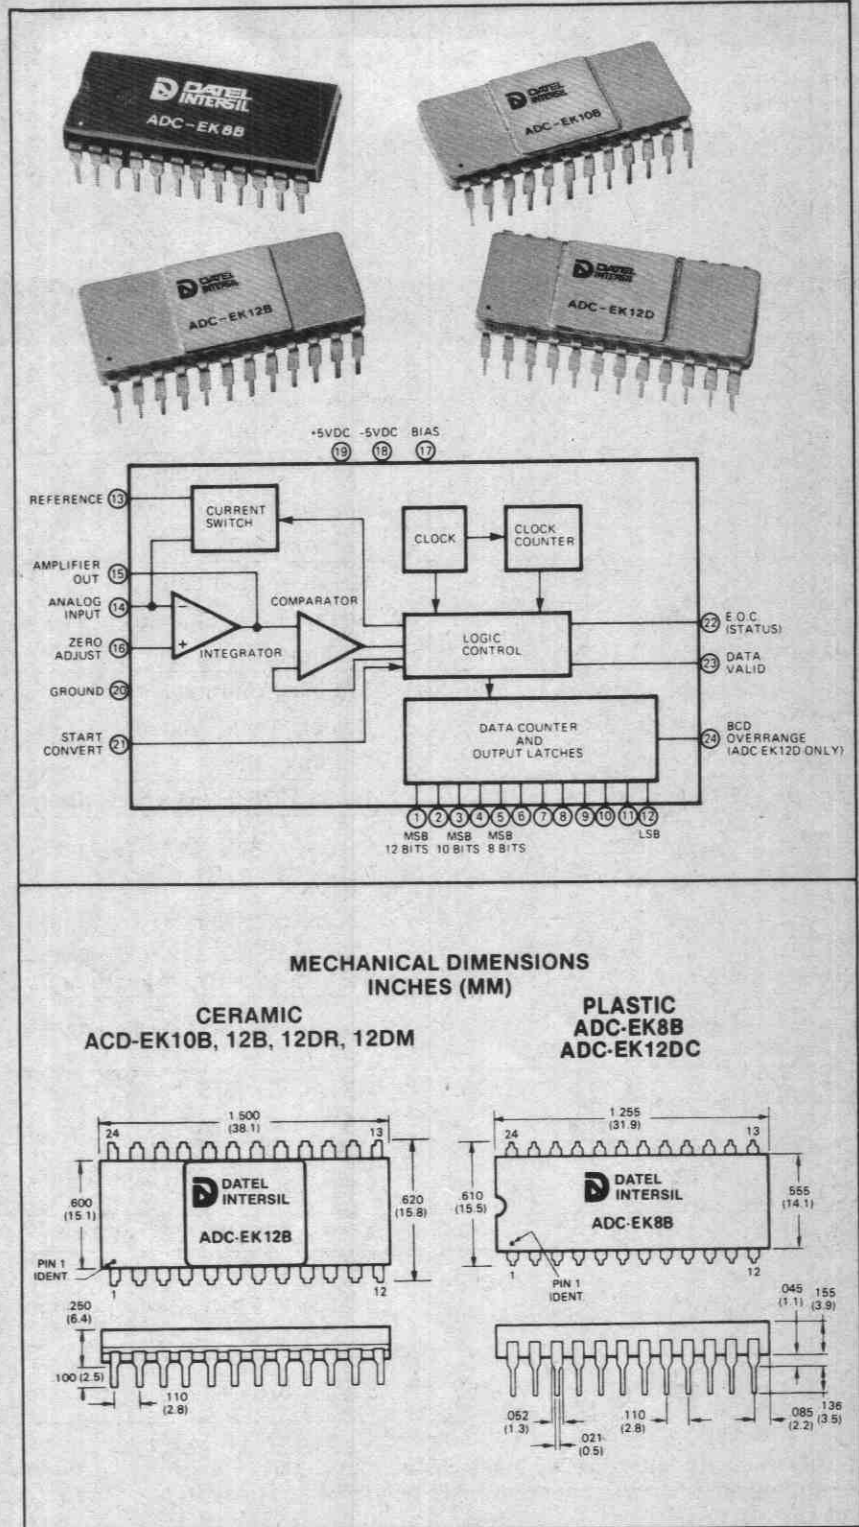 DATEL
INTERSIL
ADC-EK8B
DATEL
INTERSIL
ADC-EK10B
DATEL
INTERSIL
ADC-EK12B
DATEL
INTERSIL
ADC-EK12D
+5VDC -5VDC BIAS
19 18 17
REFERENCE 13
CURRENT
SWITCH
CLOCK
CLOCK
COUNTER
AMPLIFIER
OUT 15
ANALOG
INPUT 14
−
+
INTEGRATOR
COMPARATOR
ZERO
ADJUST 16
LOGIC
CONTROL
22 E.O.C.
(STATUS)
23 DATA
VALID
GROUND 20
START
CONVERT 21
DATA COUNTER
AND
OUTPUT LATCHES
24 BCD
OVERRANGE
(ADC-EK12D ONLY)
1 2 3 4 5 6 7 8 9 10 11 12
MSB MSB MSB LSB
12 BITS 10 BITS 8 BITS
MECHANICAL DIMENSIONS
INCHES (MM)
CERAMIC
ACD-EK10B, 12B, 12DR, 12DM
1.500
(38.1)
24 13
.600
(15.1)
DATEL
INTERSIL
ADC-EK12B
.620
(15.8)
PIN 1
IDENT.
1 12
.250
(6.4)
.100 (2.5)
.110
(2.8)
PLASTIC
ADC-EK8B
ADC-EK12DC
1.255
(31.9)
24 13
.610
(15.5)
DATEL
INTERSIL
ADC-EK8B
.555
(14.1)
1 12
PIN 1
IDENT.
.045
(1.1)
.155
(3.9)
.052
(1.3)
.021
(0.5)
.110
(2.8)
.085
(2.2)
.136
(3.5)